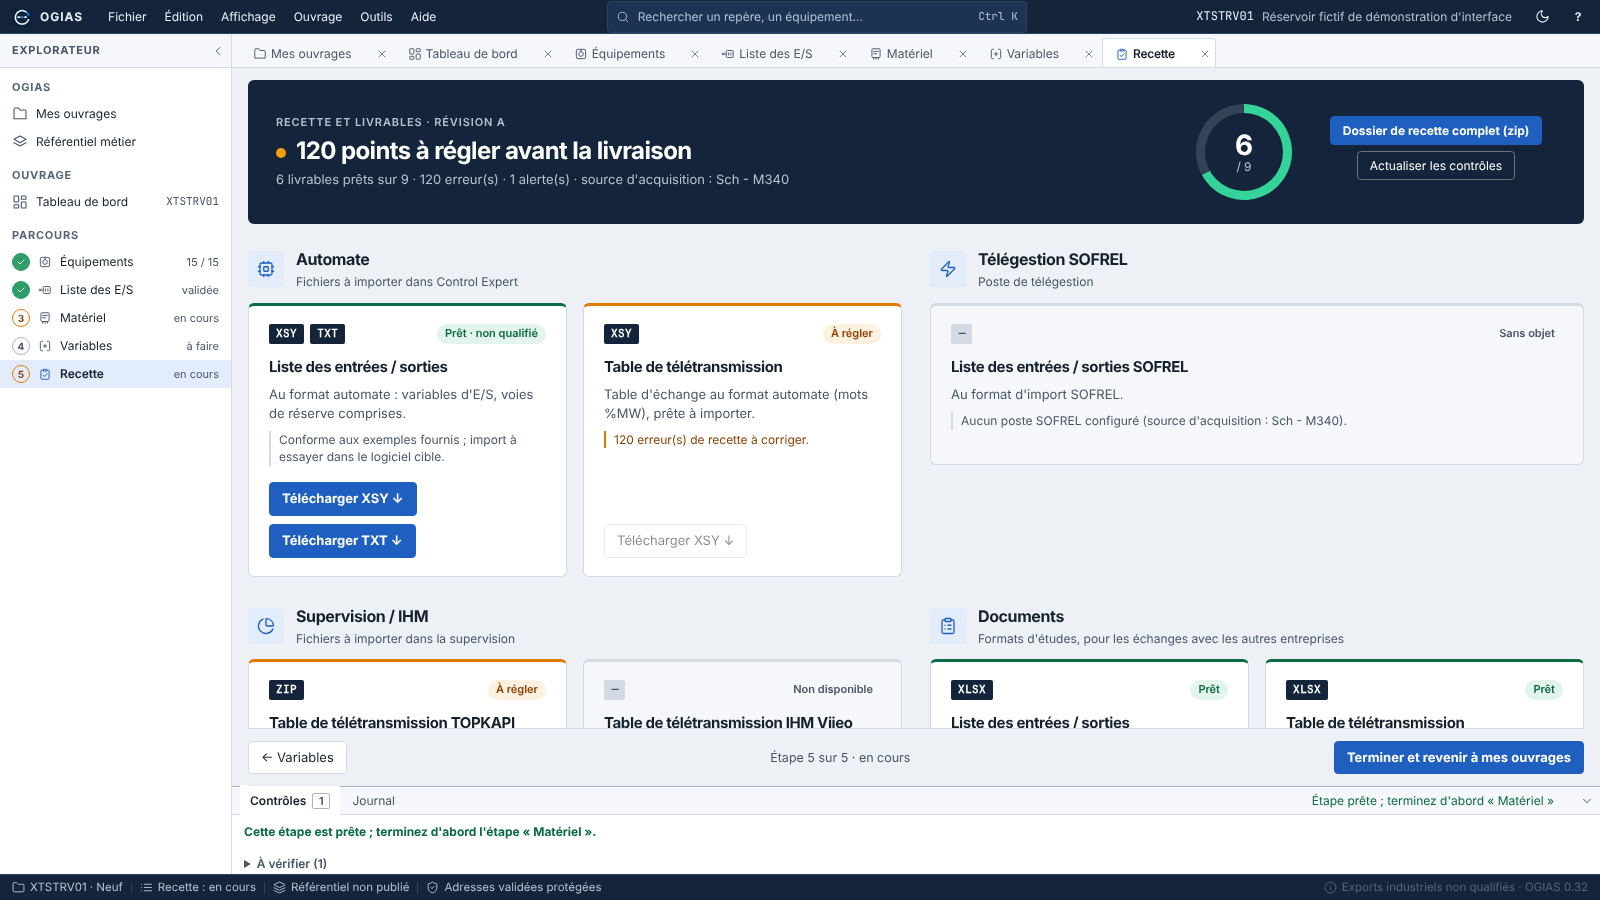 OGIAS Fichier Édition Affichage Ouvrage Outils Aide Rechercher un repère, un équipement... Ctrl K XTSTRV01 Réservoir fictif de démonstration d'interface ?
EXPLORATEUR
Mes ouvrages Tableau de bord Équipements Liste des E/S Matériel Variables Recette
OGIAS
Mes ouvrages
Référentiel métier
OUVRAGE
Tableau de bord XTSTRV01
PARCOURS
Équipements 15 / 15
Liste des E/S validée
3 Matériel en cours
4 Variables à faire
5 Recette en cours
RECETTE ET LIVRABLES · RÉVISION A
120 points à régler avant la livraison
6 livrables prêts sur 9 · 120 erreur(s) · 1 alerte(s) · source d'acquisition : Sch - M340
6
/ 9
Dossier de recette complet (zip)
Actualiser les contrôles
Automate
Fichiers à importer dans Control Expert
XSY TXT Prêt · non qualifié
Liste des entrées / sorties
Au format automate : variables d'E/S, voies
de réserve comprises.
Conforme aux exemples fournis ; import à
essayer dans le logiciel cible.
Télécharger XSY ↓
Télécharger TXT ↓
XSY À régler
Table de télétransmission
Table d'échange au format automate (mots
%MW), prête à importer.
120 erreur(s) de recette à corriger.
Télécharger XSY ↓
Télégestion SOFREL
Poste de télégestion
– Sans objet
Liste des entrées / sorties SOFREL
Au format d'import SOFREL.
Aucun poste SOFREL configuré (source d'acquisition : Sch - M340).
Supervision / IHM
Fichiers à importer dans la supervision
ZIP À régler
Table de télétransmission TOPKAPI
– Non disponible
Table de télétransmission IHM Vijeo
Documents
Formats d'études, pour les échanges avec les autres entreprises
XLSX Prêt
Liste des entrées / sorties
XLSX Prêt
Table de télétransmission
← Variables Étape 5 sur 5 · en cours Terminer et revenir à mes ouvrages
Contrôles 1 Journal Étape prête ; terminez d'abord « Matériel »
Cette étape est prête ; terminez d'abord l'étape « Matériel ».
À vérifier (1)
XTSTRV01 · Neuf Recette : en cours Référentiel non publié Adresses validées protégées Exports industriels non qualifiés · OGIAS 0.32